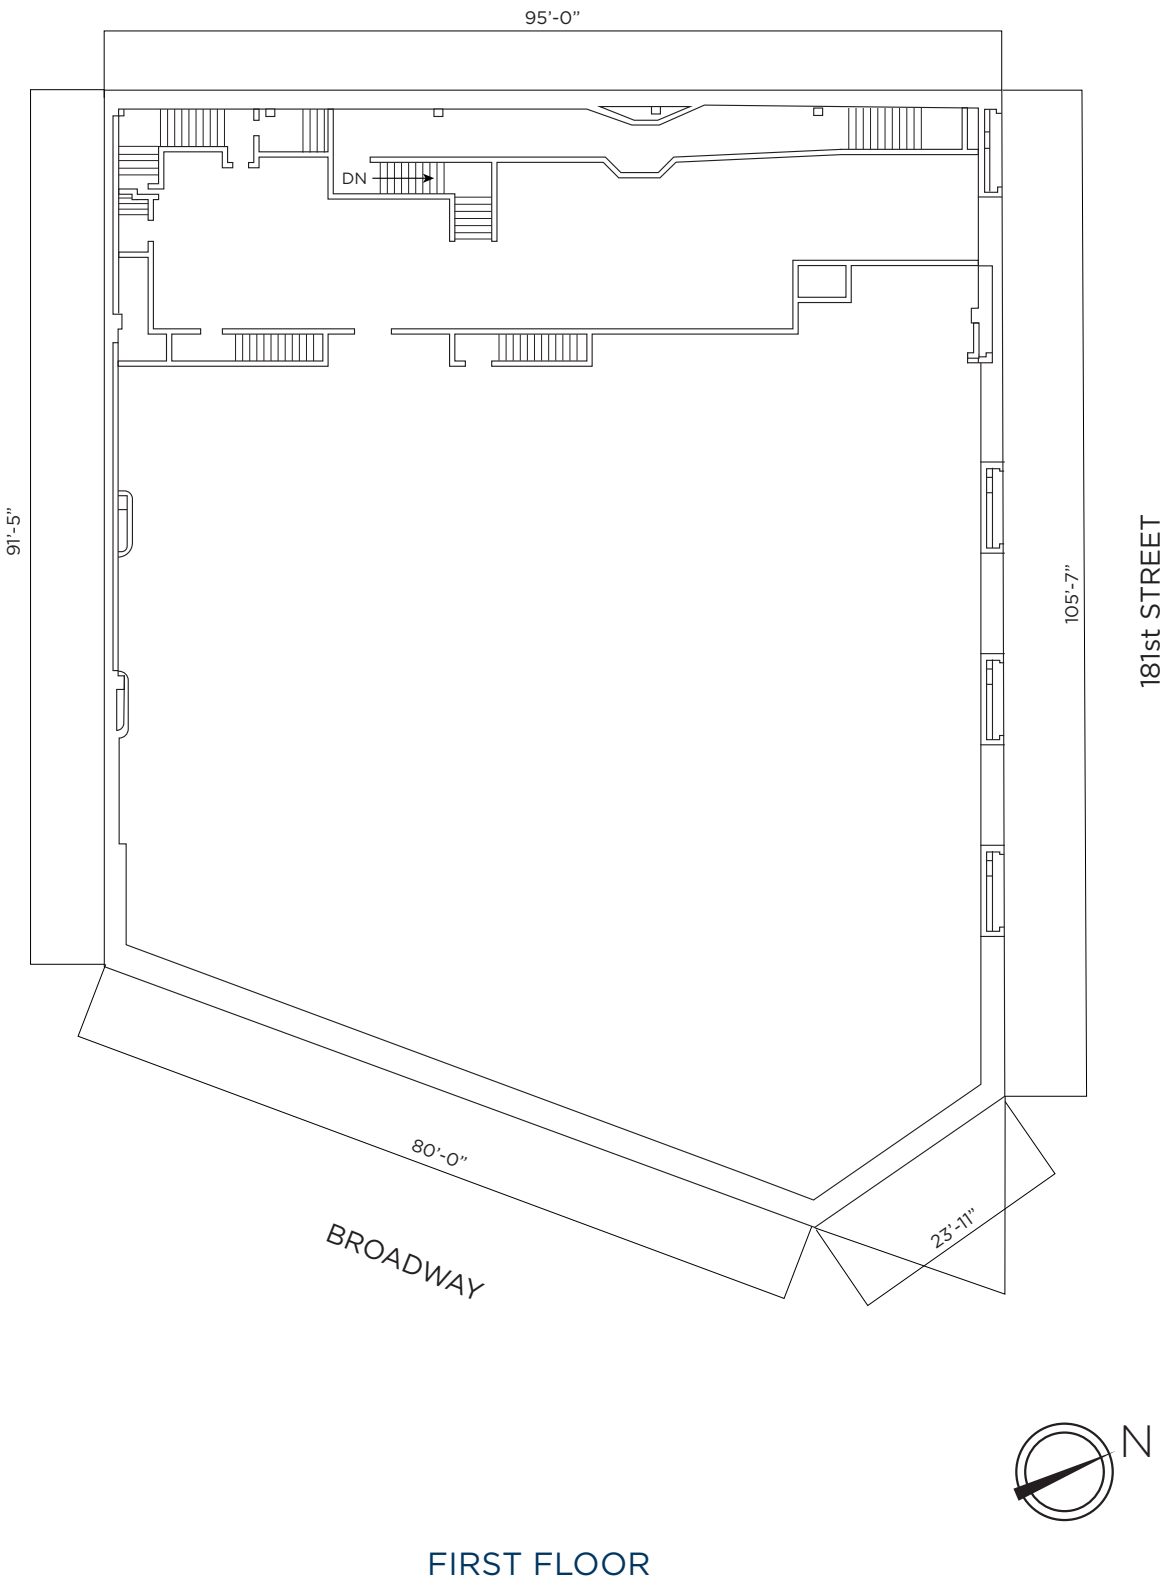 95’-0”
DN
91’-5”
105’-7”
181st STREET
80’-0”
23’-11”
BROADWAY
N
FIRST FLOOR